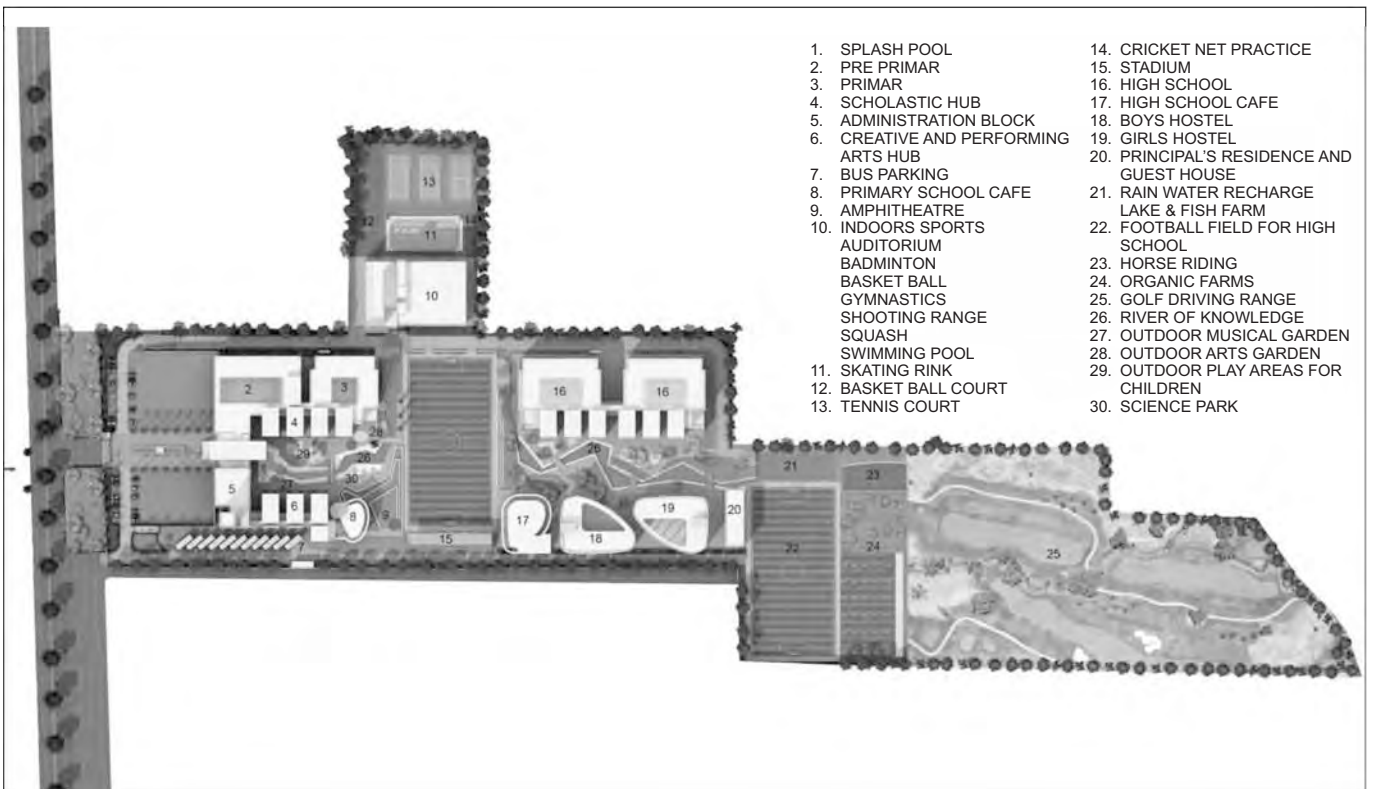 1. SPLASH POOL
2. PRE PRIMAR
3. PRIMAR
4. SCHOLASTIC HUB
5. ADMINISTRATION BLOCK
6. CREATIVE AND PERFORMING
ARTS HUB
7. BUS PARKING
8. PRIMARY SCHOOL CAFE
9. AMPHITHEATRE
10. INDOORS SPORTS
AUDITORIUM
BADMINTON
BASKET BALL
GYMNASTICS
SHOOTING RANGE
SQUASH
SWIMMING POOL
11. SKATING RINK
12. BASKET BALL COURT
13. TENNIS COURT
14. CRICKET NET PRACTICE
15. STADIUM
16. HIGH SCHOOL
17. HIGH SCHOOL CAFE
18. BOYS HOSTEL
19. GIRLS HOSTEL
20. PRINCIPAL'S RESIDENCE AND
GUEST HOUSE
21. RAIN WATER RECHARGE
LAKE & FISH FARM
22. FOOTBALL FIELD FOR HIGH
SCHOOL
23. HORSE RIDING
24. ORGANIC FARMS
25. GOLF DRIVING RANGE
26. RIVER OF KNOWLEDGE
27. OUTDOOR MUSICAL GARDEN
28. OUTDOOR ARTS GARDEN
29. OUTDOOR PLAY AREAS FOR
CHILDREN
30. SCIENCE PARK
13
12
11
10
2
3
16
16
4
28
29
26
26
21
23
30
5
6
8
9
17
18
19
20
15
7
22
24
25